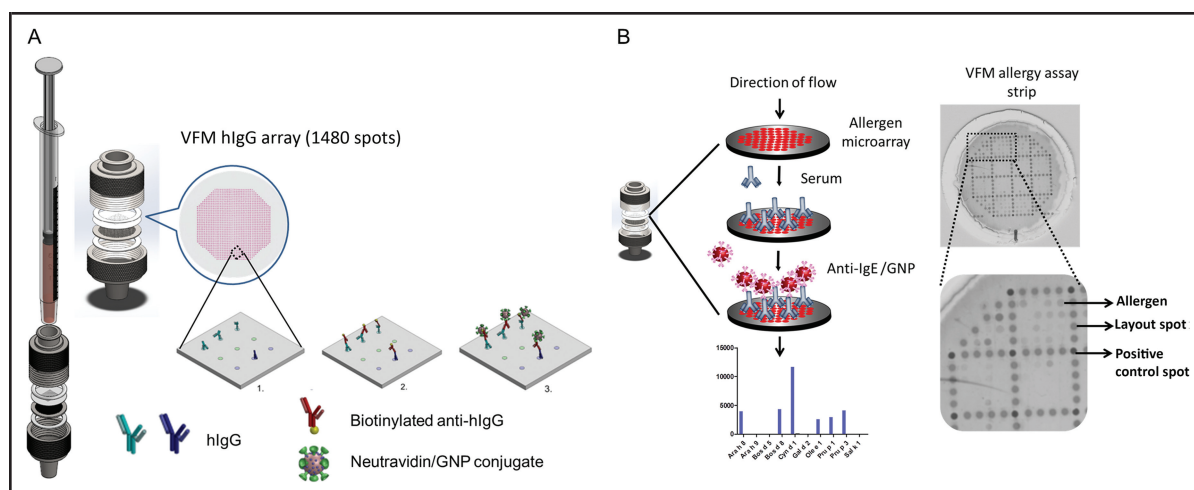 A
VFM hIgG array (1480 spots)
1.
2.
3.
hIgG
Biotinylated anti-hIgG
Neutravidin/GNP conjugate
B
Direction of flow
Allergen
microarray
Serum
Anti-IgE/GNP
15000
10000
5000
0
Ara h 8
Ara h 9
Bos d 5
Bos d 8
Cyn d 1
Gal d 2
Ole e 1
Pru p 1
Pru p 3
Sal k 1
VFM allergy assay
strip
Allergen
Layout spot
Positive
control spot